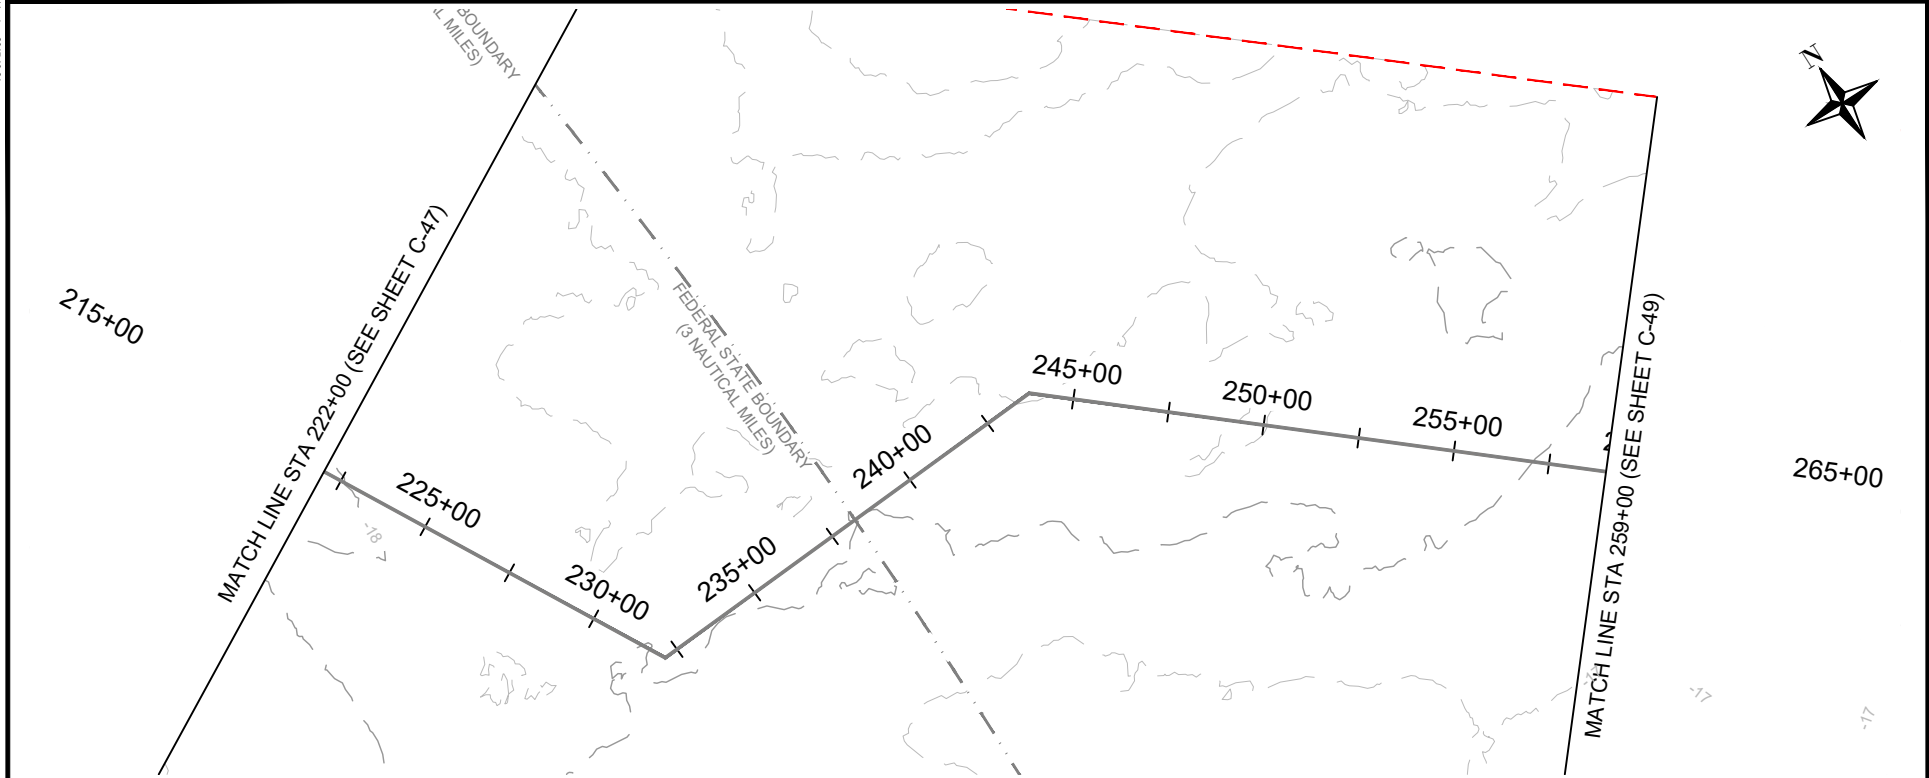 BOUNDARY
MILES)
N
MATCH LINE STA 222+00 (SEE SHEET C-47)
215+00
FEDERAL STATE BOUNDARY
(3 NAUTICAL MILES)
MATCH LINE STA 259+00 (SEE SHEET C-49)
245+00
250+00
255+00
240+00
265+00
225+00
-18
235+00
230+00
-17
-17